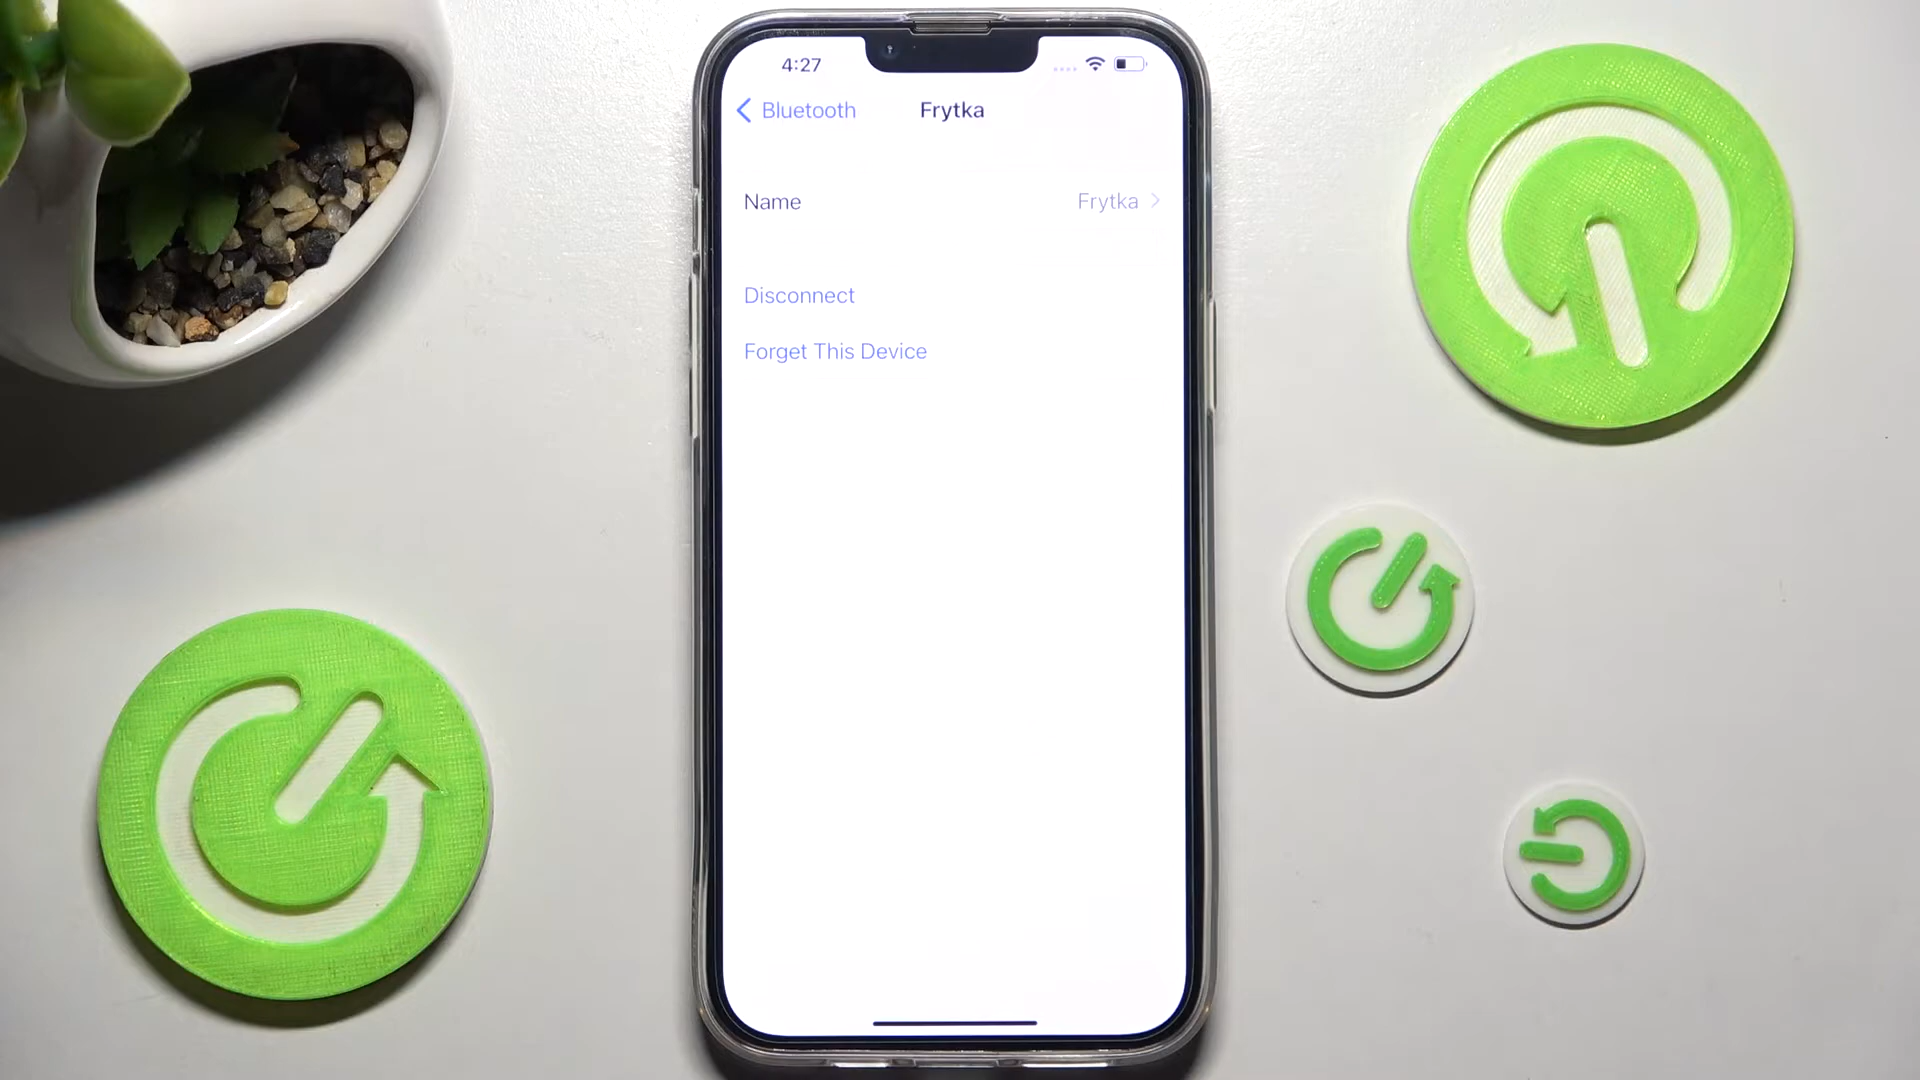 4:27
Bluetooth
Frytka
Name
Frytka
Disconnect
Forget This Device